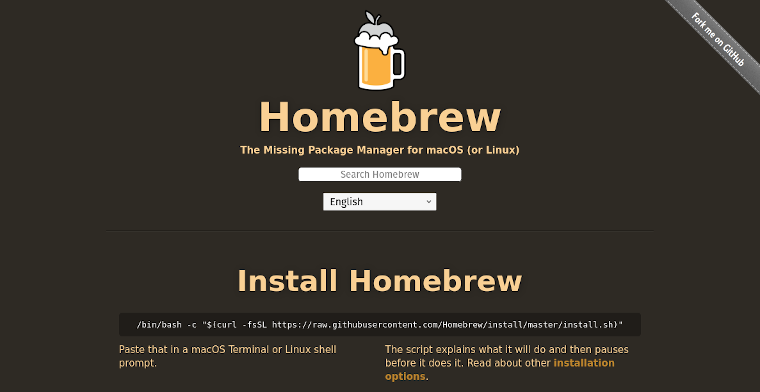 Fork me on GitHub
Homebrew
The Missing Package Manager for macOS (or Linux)
Search Homebrew
English
Install Homebrew
/bin/bash -c "$(curl -fsSL https://raw.githubusercontent.com/Homebrew/install/master/install.sh)"
Paste that in a macOS Terminal or Linux shell
prompt.
The script explains what it will do and then pauses
before it does it. Read about other installation
options.